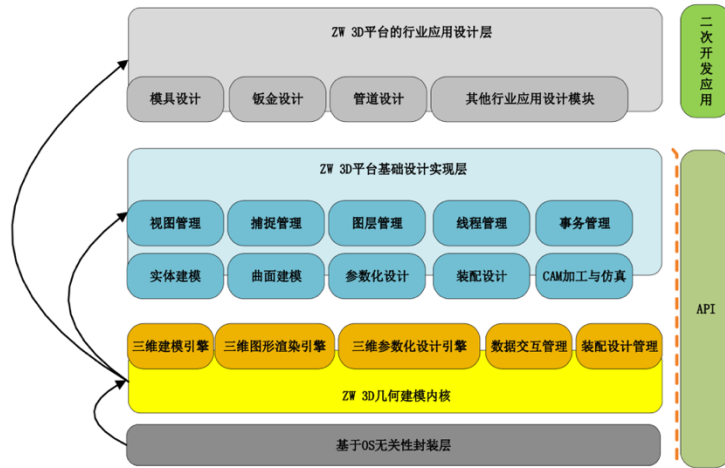 ZW 3D平台的行业应用设计层
二次开发应用
模具设计
钣金设计
管道设计
其他行业应用设计模块
ZW 3D平台基础设计实现层
视图管理
捕捉管理
图层管理
线程管理
事务管理
实体建模
曲面建模
参数化设计
装配设计
CAM加工与仿真
API
三维建模引擎
三维图形渲染引擎
三维参数化设计引擎
数据交互管理
装配设计管理
ZW 3D几何建模内核
基于OS无关性封装层